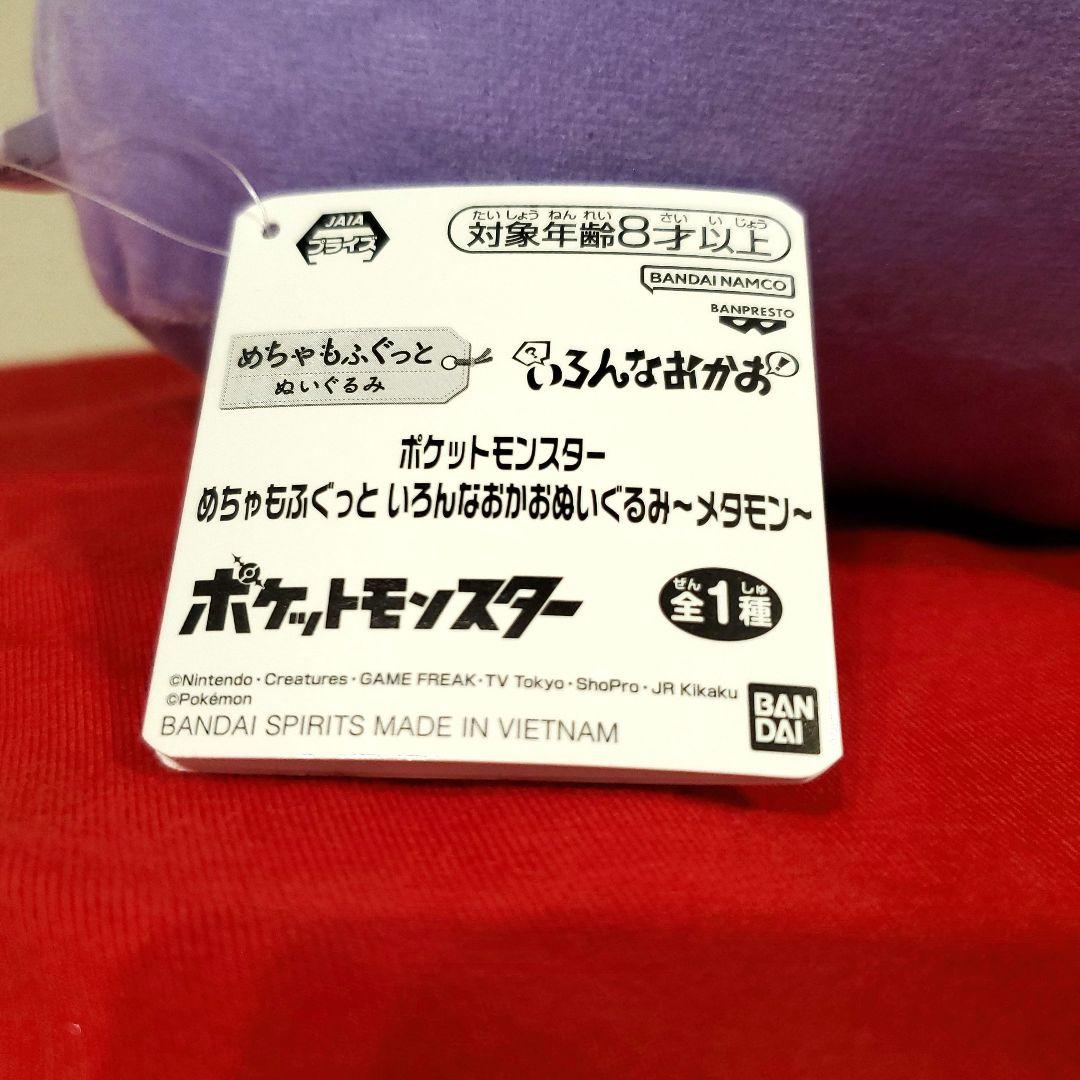 JAIA
プライズ
たいしょうねんれい さいいじょう
対象年齢8才以上
BANDAI NAMCO
BANPRESTO
めちゃもふぐっと
ぬいぐるみ
? いろんなおかお !
ポケットモンスター
めちゃもふぐっと いろんなおかおぬいぐるみ~メタモン~
ポケットモンスター
ぜん しゅ
全1種
©Nintendo・Creatures・GAME FREAK・TV Tokyo・ShoPro・JR Kikaku
©Pokémon
BANDAI SPIRITS MADE IN VIETNAM
BAN
DAI